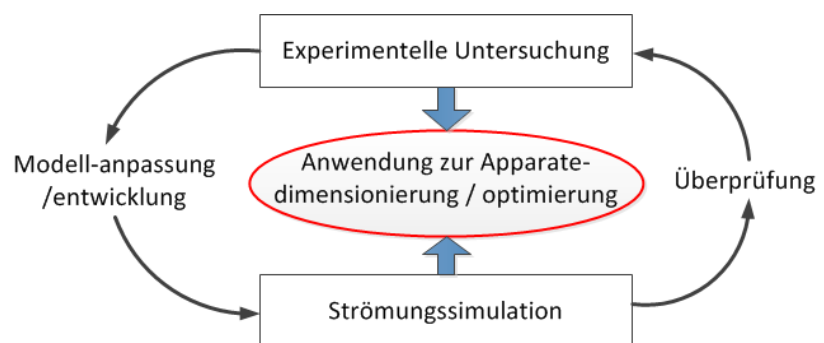 Experimentelle Untersuchung
Modell-anpassung
/entwicklung
Anwendung zur Apparate-
dimensionierung / optimierung
Überprüfung
Strömungssimulation